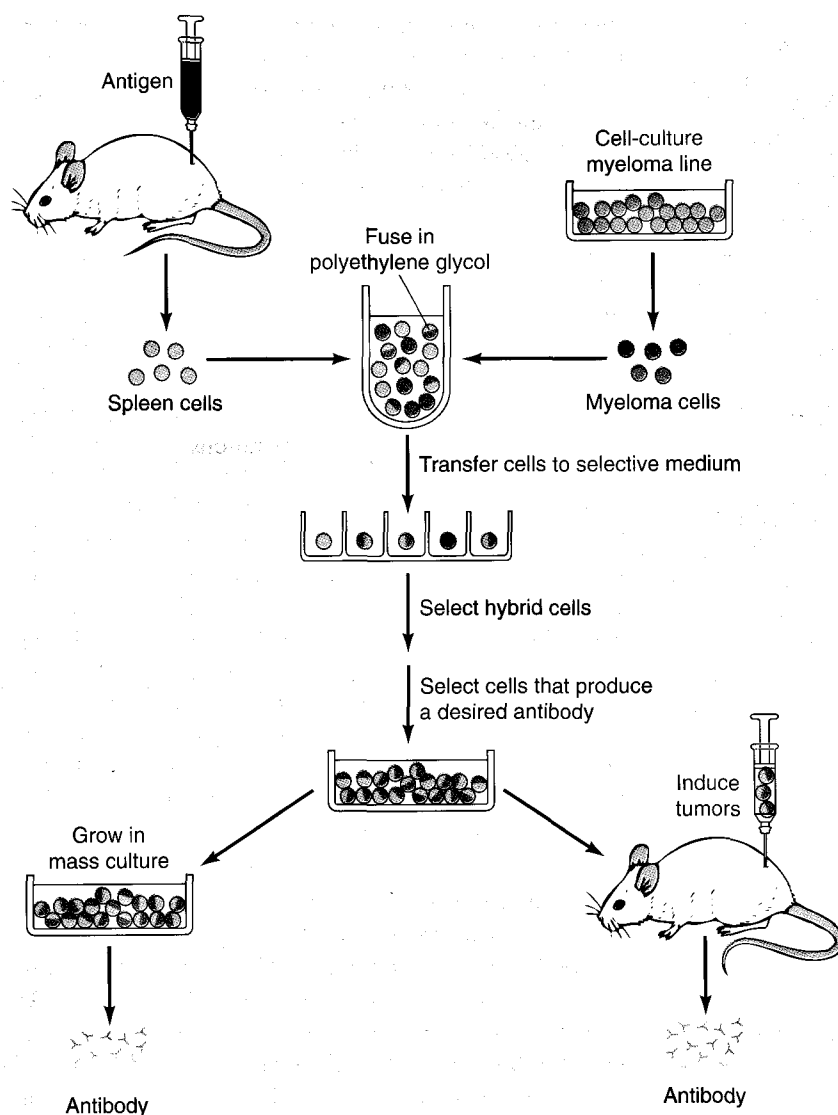 Antigen
Cell-culture
myeloma line
Fuse in
polyethylene glycol
Spleen cells
Myeloma cells
Transfer cells to selective medium
Select hybrid cells
Select cells that produce
a desired antibody
Induce
tumors
Grow in
mass culture
Antibody
Antibody